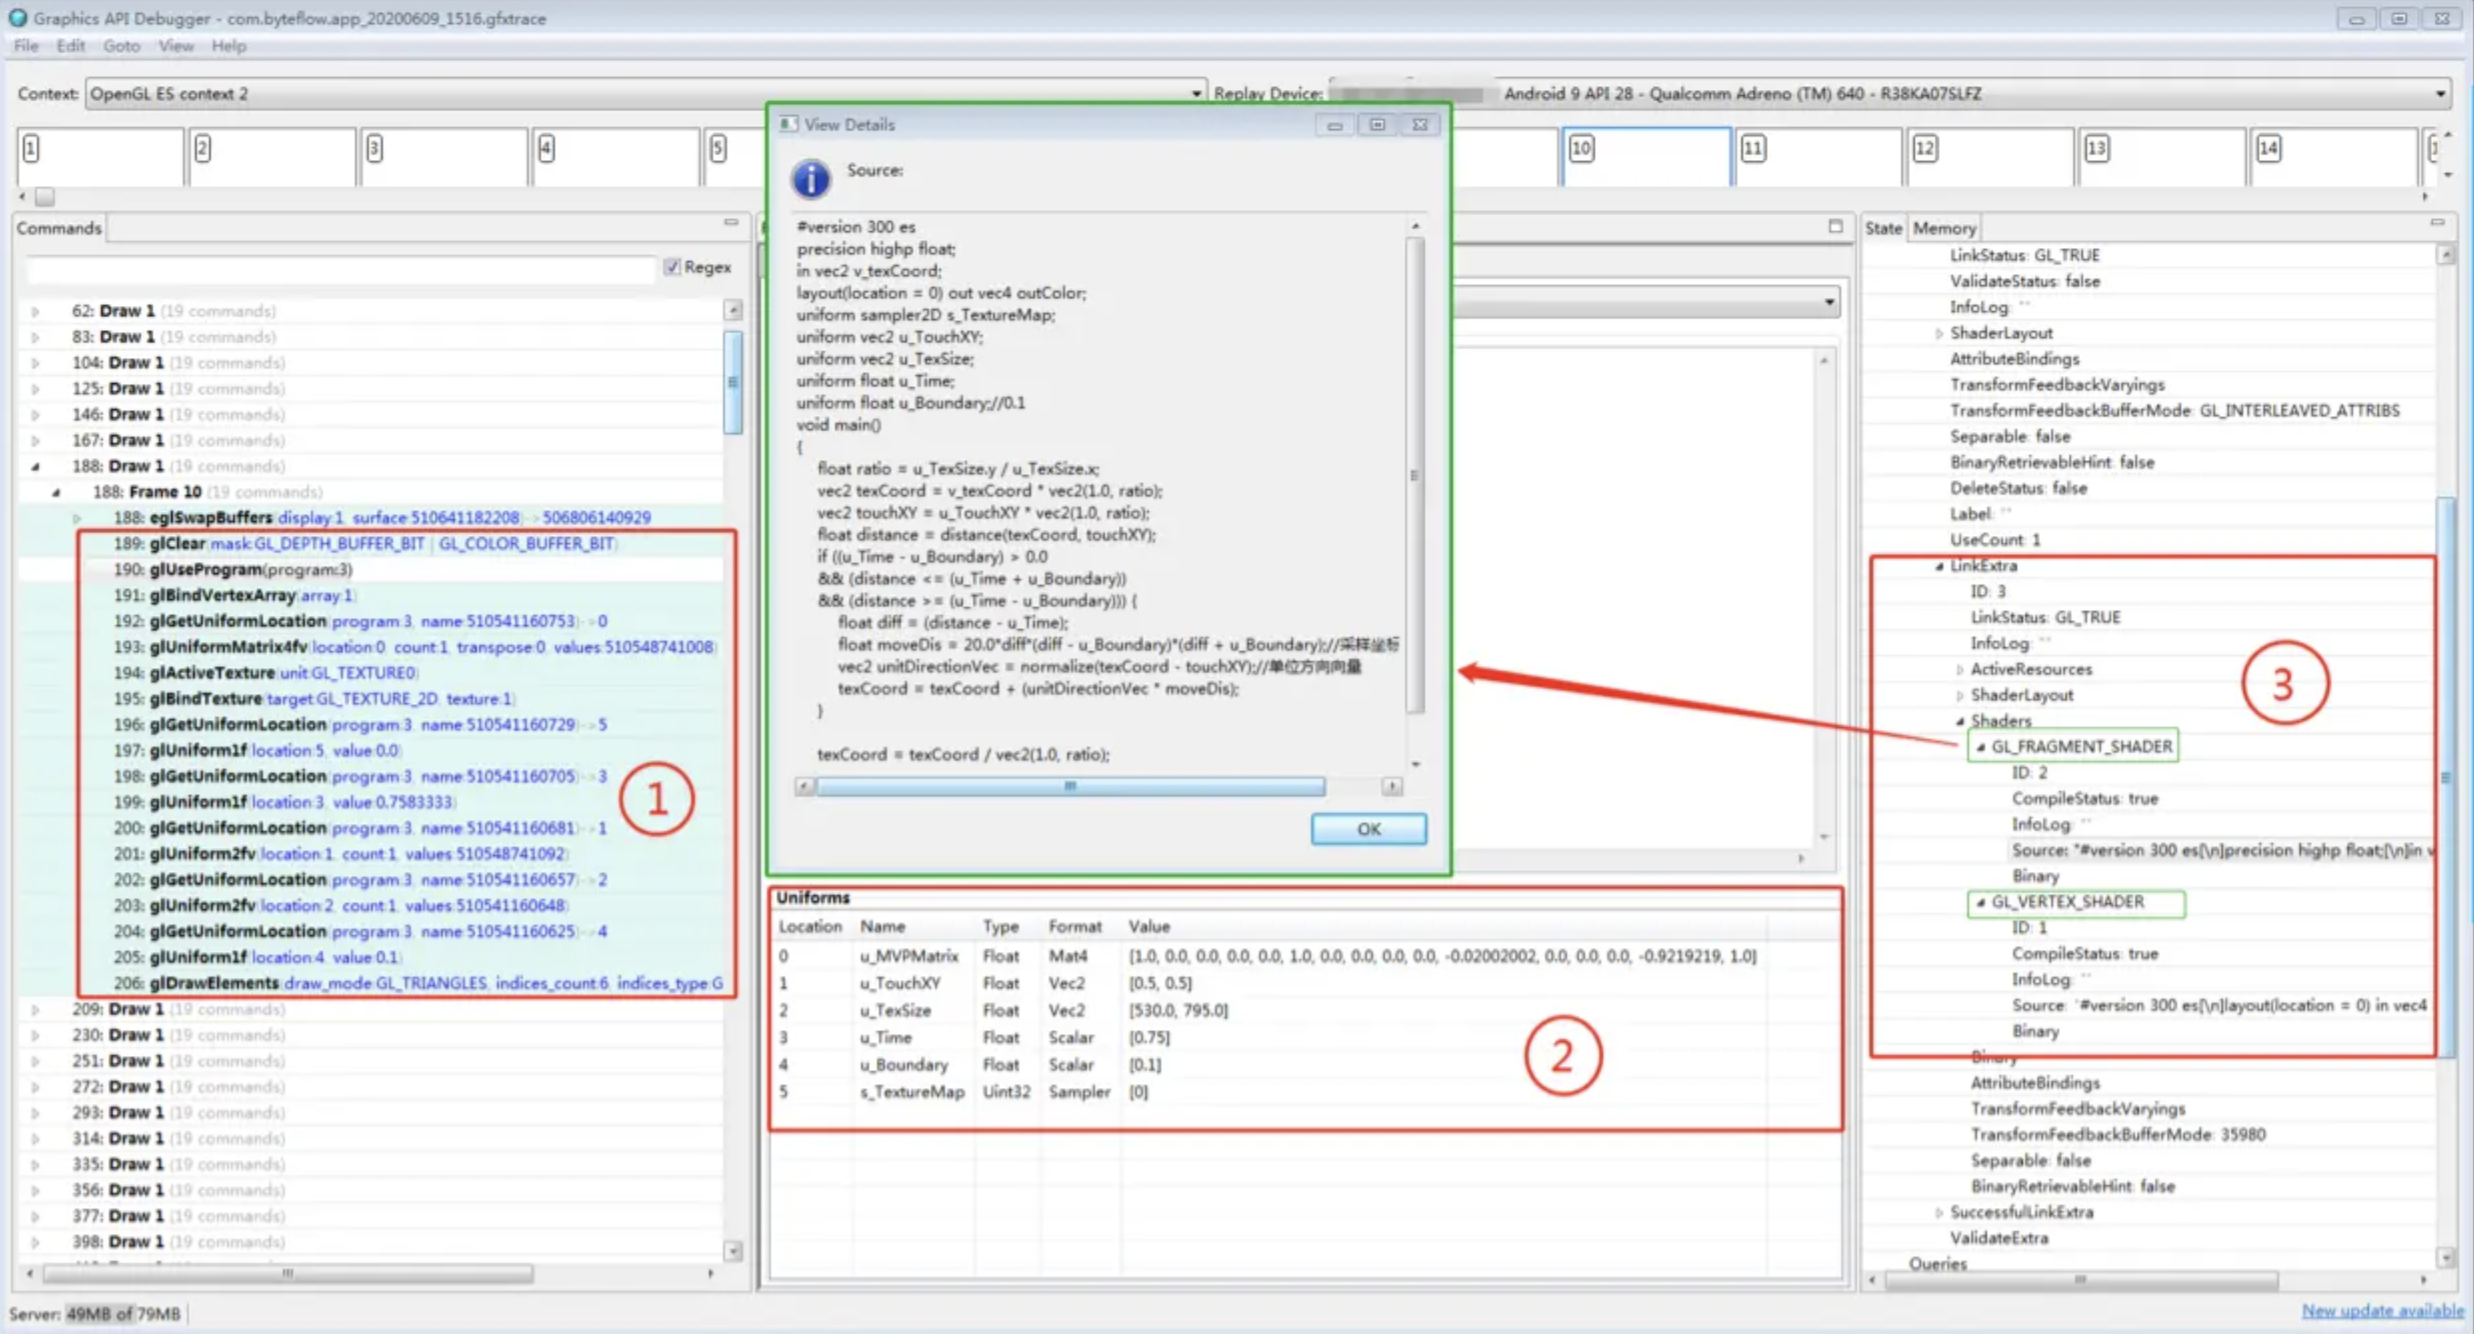 Graphics API Debugger - com.byteflow.app_20200609_1516.gfxtrace
File Edit Goto View Help
Context: OpenGL ES context 2
Replay Device: Android 9 API 28 - Qualcomm Adreno (TM) 640 - R38KA07SLFZ
1 2 3 4 5 10 11 12 13 14
Commands
Regex
62: Draw 1 (19 commands)
83: Draw 1 (19 commands)
104: Draw 1 (19 commands)
125: Draw 1 (19 commands)
146: Draw 1 (19 commands)
167: Draw 1 (19 commands)
188: Draw 1 (19 commands)
188: Frame 10 (19 commands)
188: eglSwapBuffers(display:1, surface:510641182208)->506806140929
189: glClear(mask:GL_DEPTH_BUFFER_BIT | GL_COLOR_BUFFER_BIT)
190: glUseProgram(program:3)
191: glBindVertexArray(array:1)
192: glGetUniformLocation(program:3, name:510541160753)->0
193: glUniformMatrix4fv(location:0, count:1, transpose:0, values:510548741008)
194: glActiveTexture(unit:GL_TEXTURE0)
195: glBindTexture(target:GL_TEXTURE_2D, texture:1)
196: glGetUniformLocation(program:3, name:510541160729)->5
197: glUniform1f(location:5, value:0.0)
198: glGetUniformLocation(program:3, name:510541160705)->3
199: glUniform1f(location:3, value:0.7583333)
200: glGetUniformLocation(program:3, name:510541160681)->1
201: glUniform2fv(location:1, count:1, values:510548741092)
202: glGetUniformLocation(program:3, name:510541160657)->2
203: glUniform2fv(location:2, count:1, values:510541160648)
204: glGetUniformLocation(program:3, name:510541160625)->4
205: glUniform1f(location:4, value:0.1)
206: glDrawElements(draw_mode:GL_TRIANGLES, indices_count:6, indices_type:G
209: Draw 1 (19 commands)
230: Draw 1 (19 commands)
251: Draw 1 (19 commands)
272: Draw 1 (19 commands)
293: Draw 1 (19 commands)
314: Draw 1 (19 commands)
335: Draw 1 (19 commands)
356: Draw 1 (19 commands)
377: Draw 1 (19 commands)
398: Draw 1 (19 commands)
1
View Details
Source:
#version 300 es
precision highp float;
in vec2 v_texCoord;
layout(location = 0) out vec4 outColor;
uniform sampler2D s_TextureMap;
uniform vec2 u_TouchXY;
uniform vec2 u_TexSize;
uniform float u_Time;
uniform float u_Boundary;//0.1
void main()
{
float ratio = u_TexSize.y / u_TexSize.x;
vec2 texCoord = v_texCoord * vec2(1.0, ratio);
vec2 touchXY = u_TouchXY * vec2(1.0, ratio);
float distance = distance(texCoord, touchXY);
if ((u_Time - u_Boundary) > 0.0
&& (distance <= (u_Time + u_Boundary))
&& (distance >= (u_Time - u_Boundary))) {
float diff = (distance - u_Time);
float moveDis = 20.0*diff*(diff - u_Boundary)*(diff + u_Boundary);//采样坐标
vec2 unitDirectionVec = normalize(texCoord - touchXY);//单位方向向量
texCoord = texCoord + (unitDirectionVec * moveDis);
}
texCoord = texCoord / vec2(1.0, ratio);
OK
Uniforms
Location Name Type Format Value
0 u_MVPMatrix Float Mat4 [1.0, 0.0, 0.0, 0.0, 0.0, 1.0, 0.0, 0.0, 0.0, 0.0, -0.02002002, 0.0, 0.0, 0.0, -0.9219219, 1.0]
1 u_TouchXY Float Vec2 [0.5, 0.5]
2 u_TexSize Float Vec2 [530.0, 795.0]
3 u_Time Float Scalar [0.75]
4 u_Boundary Float Scalar [0.1]
5 s_TextureMap Uint32 Sampler [0]
2
State Memory
LinkStatus: GL_TRUE
ValidateStatus: false
InfoLog: ""
ShaderLayout
AttributeBindings
TransformFeedbackVaryings
TransformFeedbackBufferMode: GL_INTERLEAVED_ATTRIBS
Separable: false
BinaryRetrievableHint: false
DeleteStatus: false
Label: ""
UseCount: 1
LinkExtra
ID: 3
LinkStatus: GL_TRUE
InfoLog: ""
ActiveResources
ShaderLayout
Shaders
GL_FRAGMENT_SHADER
ID: 2
CompileStatus: true
InfoLog: ""
Source: "#version 300 es[\n]precision highp float;[\n]in v
Binary
GL_VERTEX_SHADER
ID: 1
CompileStatus: true
InfoLog: ""
Source: "#version 300 es[\n]layout(location = 0) in vec4
Binary
3
Binary
AttributeBindings
TransformFeedbackVaryings
TransformFeedbackBufferMode: 35980
Separable: false
BinaryRetrievableHint: false
SuccessfulLinkExtra
ValidateExtra
Queries
Server: 49MB of 79MB
New update available